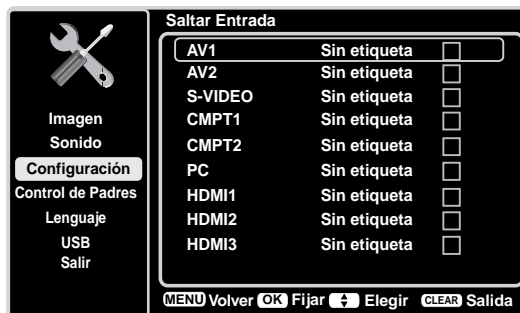 Saltar Entrada
AV1 Sin etiqueta
AV2 Sin etiqueta
S-VIDEO Sin etiqueta
CMPT1 Sin etiqueta
CMPT2 Sin etiqueta
PC Sin etiqueta
HDMI1 Sin etiqueta
HDMI2 Sin etiqueta
HDMI3 Sin etiqueta
Imagen
Sonido
Configuración
Control de Padres
Lenguaje
USB
Salir
MENU Volver OK Fijar Elegir CLEAR Salida